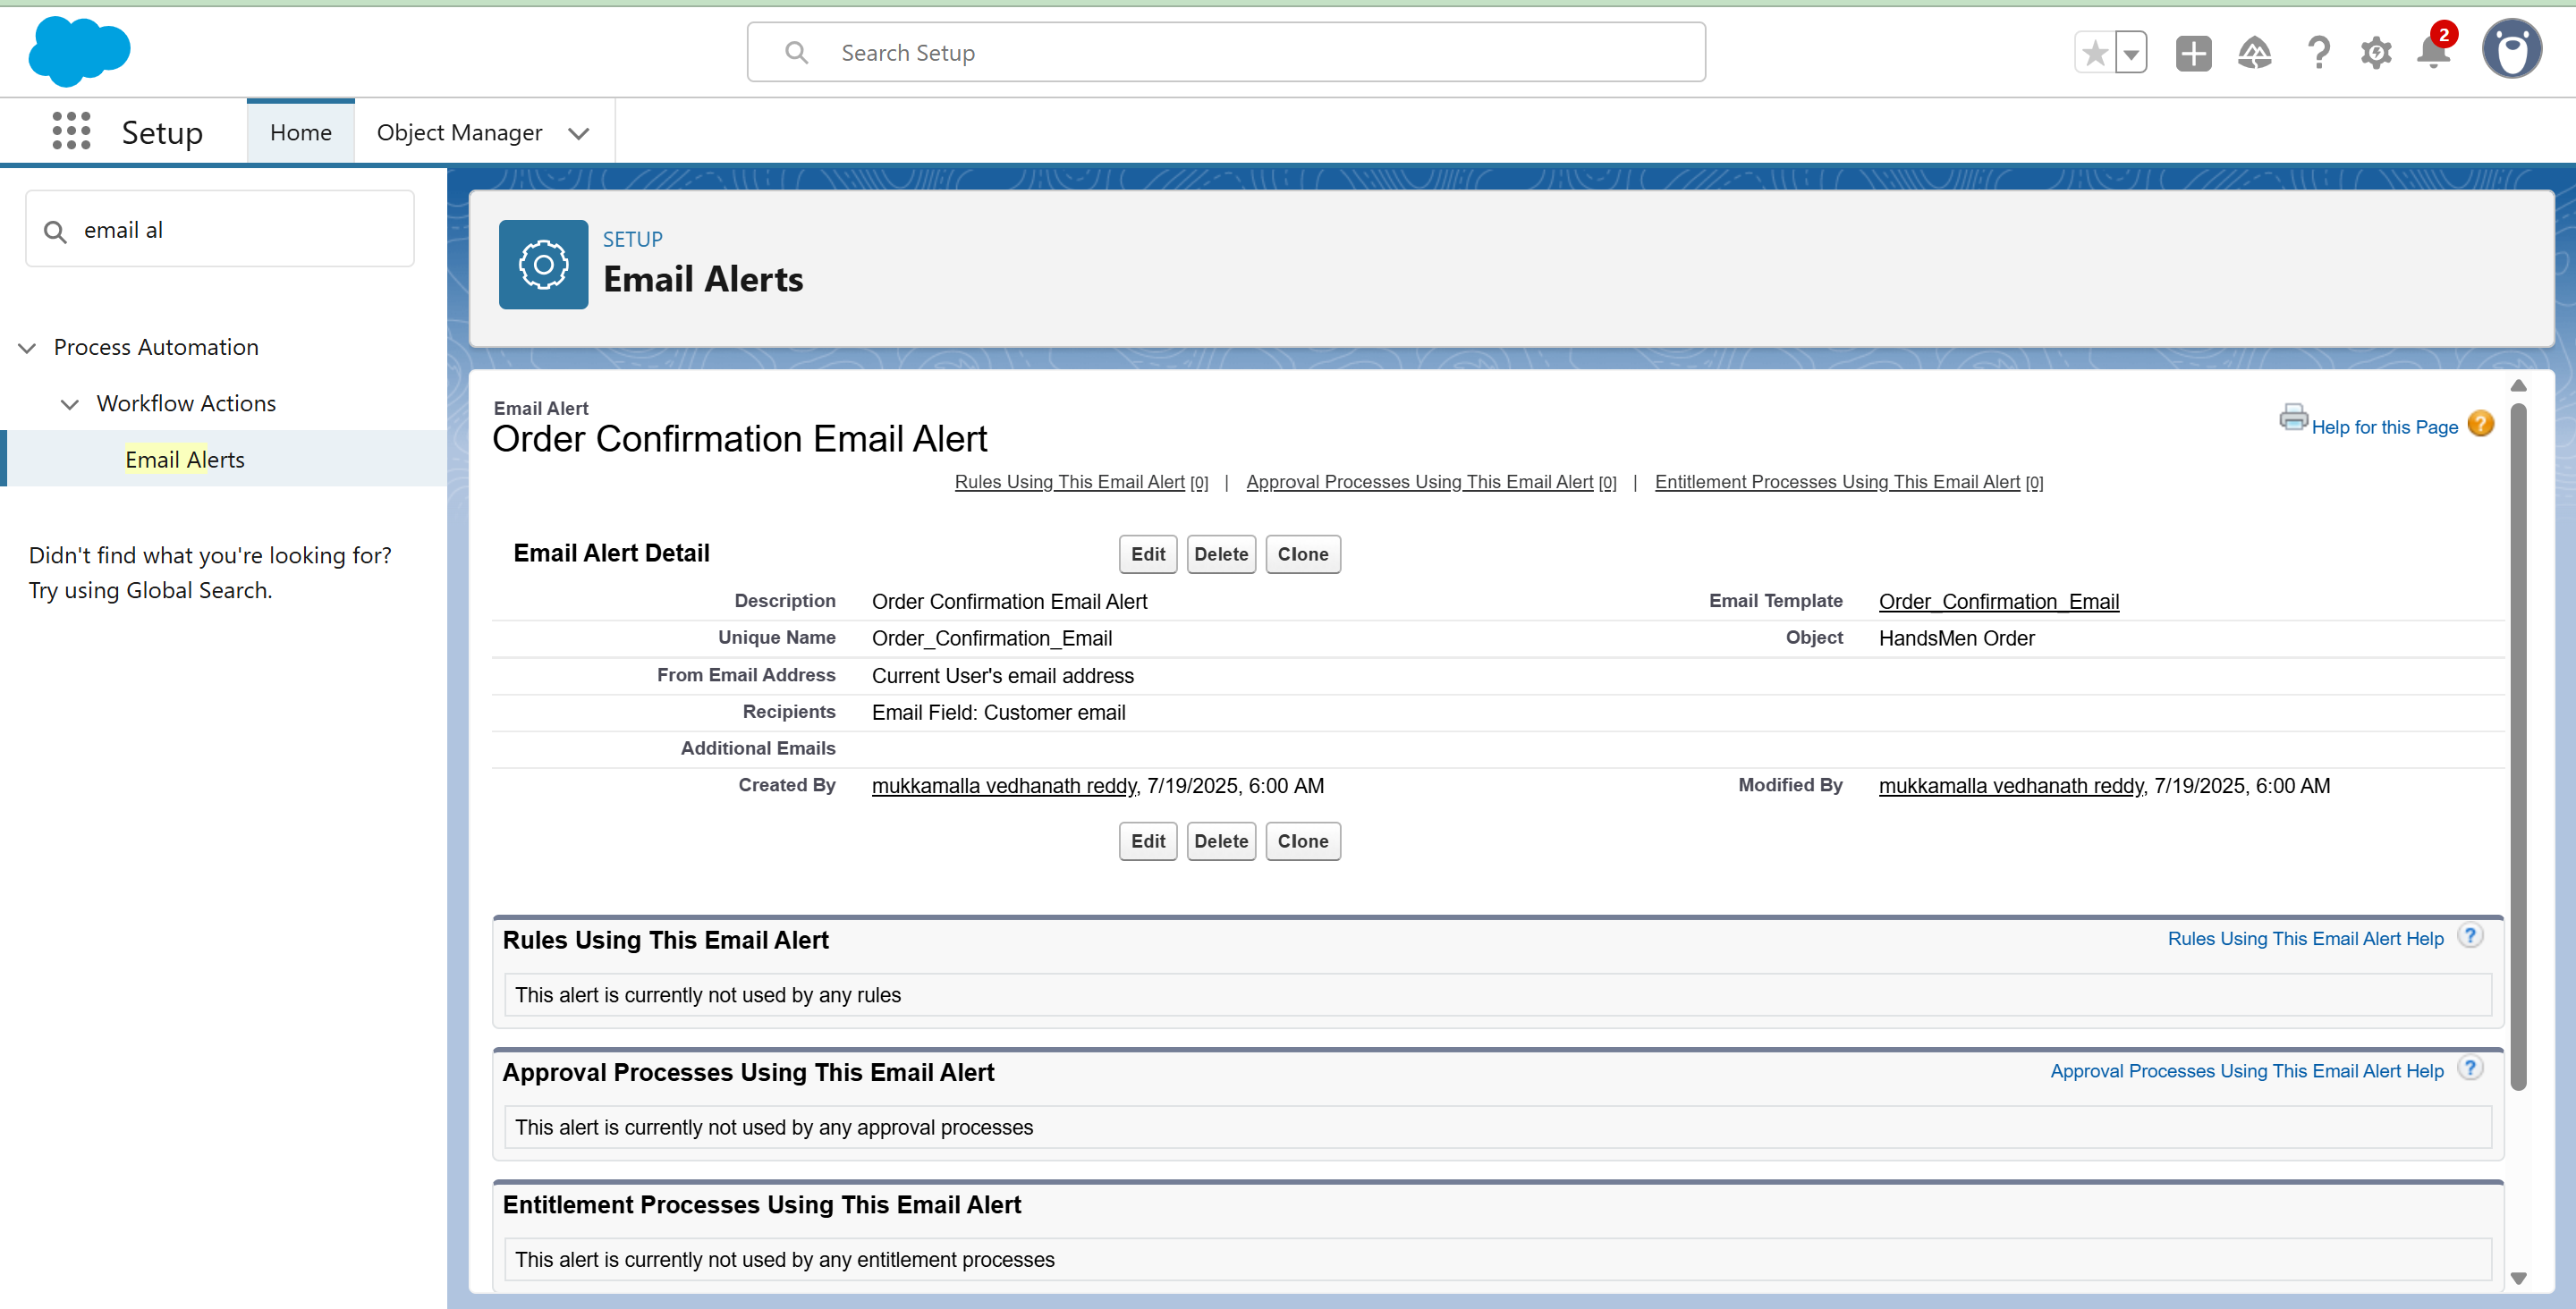 Search Setup
2
Setup
Home
Object Manager
email al
Process Automation
Workflow Actions
Email Alerts
Didn't find what you're looking for?
Try using Global Search.
SETUP
Email Alerts
Email Alert
Order Confirmation Email Alert
Help for this Page ?
Rules Using This Email Alert [0] | Approval Processes Using This Email Alert [0] | Entitlement Processes Using This Email Alert [0]
Email Alert Detail Edit Delete Clone
Description Order Confirmation Email Alert Email Template Order_Confirmation_Email
Unique Name Order_Confirmation_Email Object HandsMen Order
From Email Address Current User's email address
Recipients Email Field: Customer email
Additional Emails
Created By mukkamalla vedhanath reddy, 7/19/2025, 6:00 AM Modified By mukkamalla vedhanath reddy, 7/19/2025, 6:00 AM
Edit Delete Clone
Rules Using This Email Alert Rules Using This Email Alert Help ?
This alert is currently not used by any rules
Approval Processes Using This Email Alert Approval Processes Using This Email Alert Help ?
This alert is currently not used by any approval processes
Entitlement Processes Using This Email Alert
This alert is currently not used by any entitlement processes